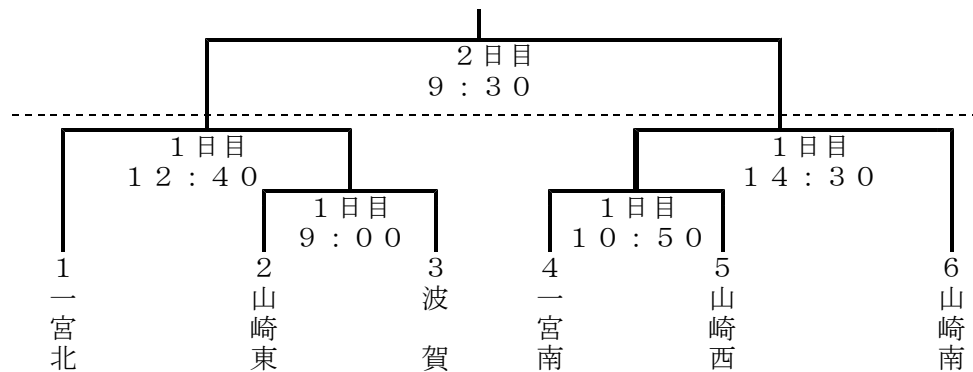 ２日目
９：３０
１日目
１２：４０
１日目
１４：３０
１日目
９：００
１日目
１０：５０
１
一宮北
２
山崎東
３
波　賀
４
一宮南
５
山崎西
６
山崎南